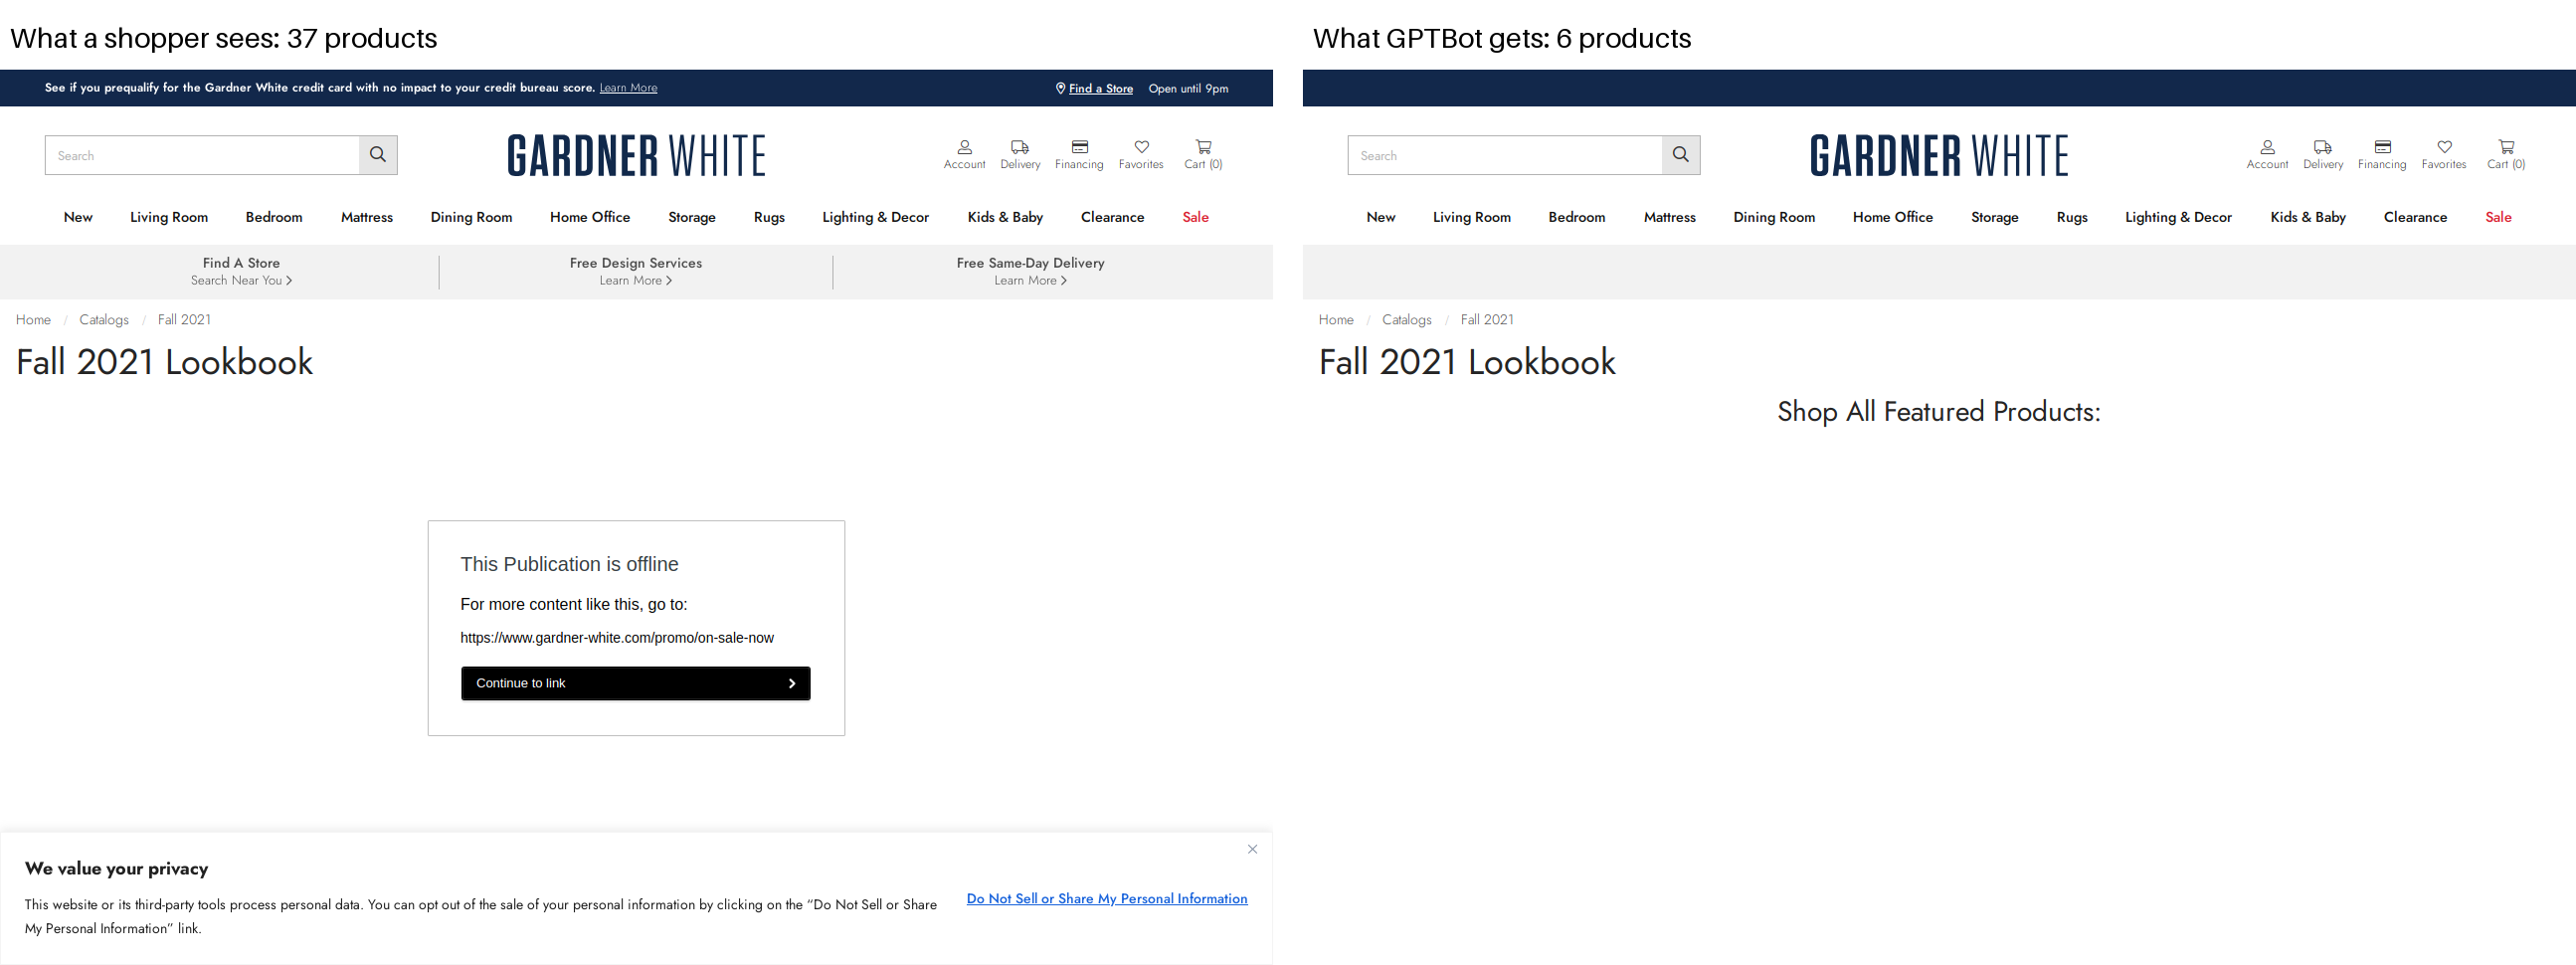 What a shopper sees: 37 products
See if you prequalify for the Gardner White credit card with no impact to your credit bureau score. Learn More
Find a Store
Open until 9pm
Search
GARDNER WHITE
Account
Delivery
Financing
Favorites
Cart (0)
New
Living Room
Bedroom
Mattress
Dining Room
Home Office
Storage
Rugs
Lighting & Decor
Kids & Baby
Clearance
Sale
Find A Store
Search Near You
Free Design Services
Learn More
Free Same-Day Delivery
Learn More
Home / Catalogs / Fall 2021
Fall 2021 Lookbook
This Publication is offline
For more content like this, go to:
https://www.gardner-white.com/promo/on-sale-now
Continue to link
We value your privacy
This website or its third-party tools process personal data. You can opt out of the sale of your personal information by clicking on the “Do Not Sell or Share
My Personal Information” link.
Do Not Sell or Share My Personal Information
What GPTBot gets: 6 products
Search
GARDNER WHITE
Account
Delivery
Financing
Favorites
Cart (0)
New
Living Room
Bedroom
Mattress
Dining Room
Home Office
Storage
Rugs
Lighting & Decor
Kids & Baby
Clearance
Sale
Home / Catalogs / Fall 2021
Fall 2021 Lookbook
Shop All Featured Products: